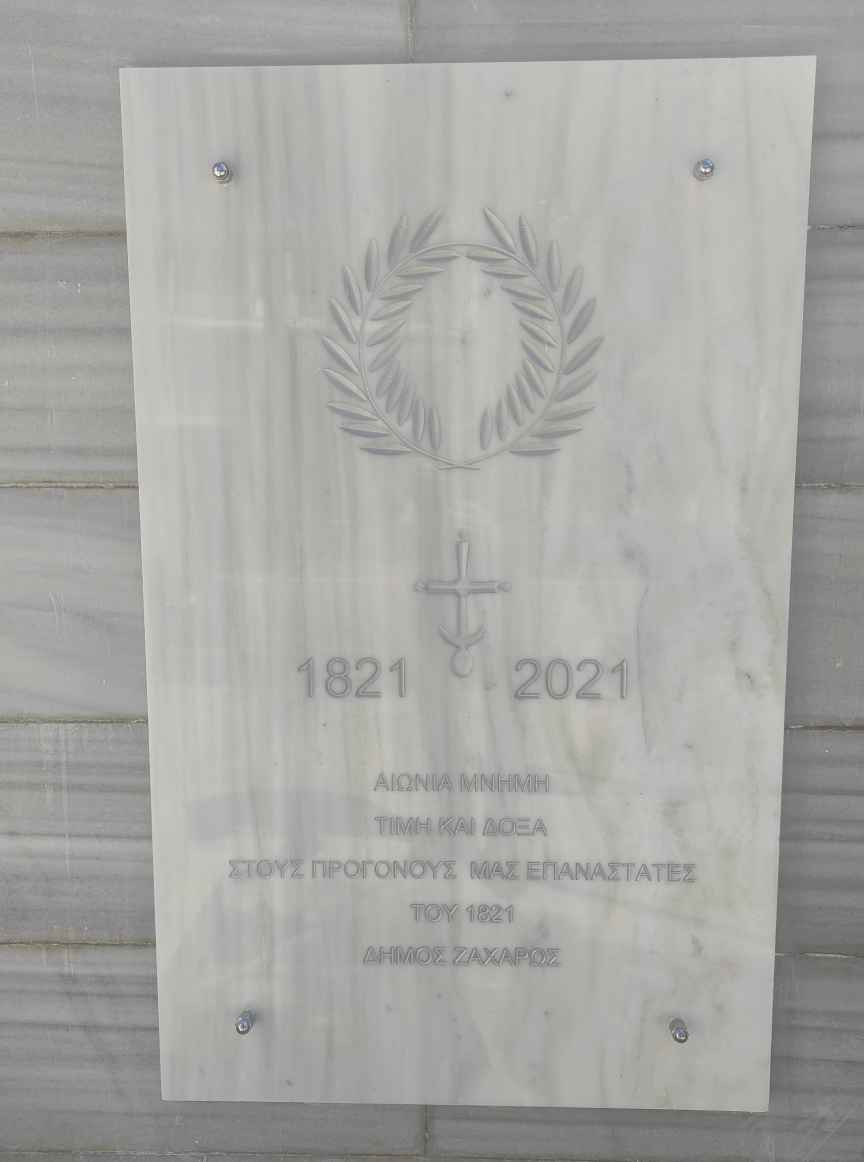 1821 2021
ΑΙΩΝΙΑ ΜΝΗΜΗ
ΤΙΜΗ ΚΑΙ ΔΟΞΑ
ΣΤΟΥΣ ΠΡΟΓΟΝΟΥΣ ΜΑΣ ΕΠΑΝΑΣΤΑΤΕΣ
ΤΟΥ 1821
ΔΗΜΟΣ ΖΑΧΑΡΩΣ